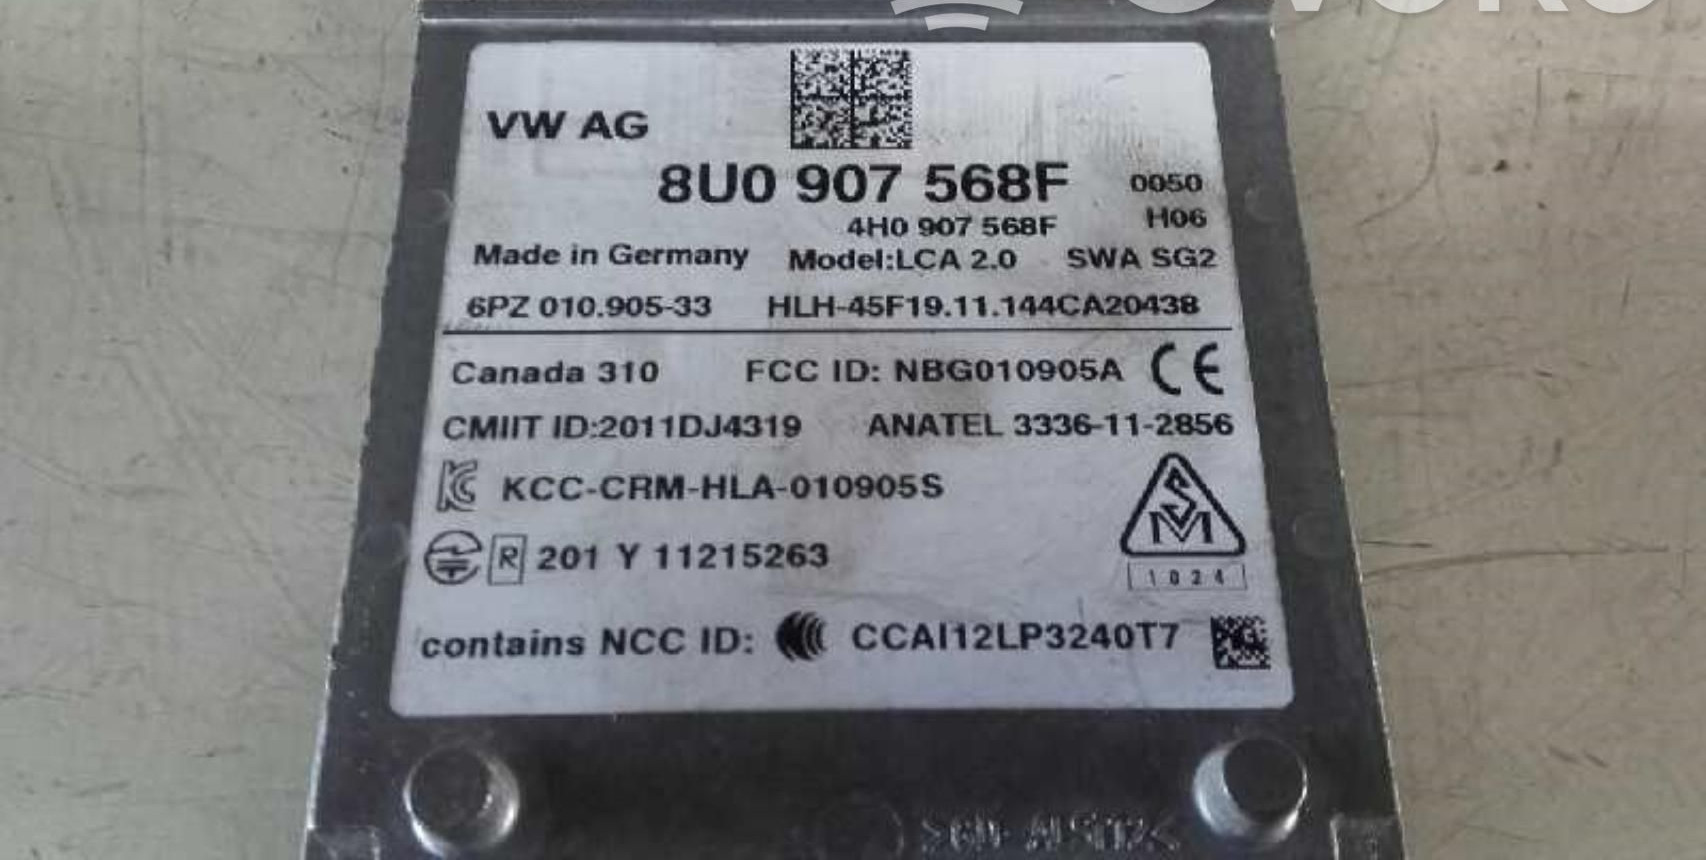 VW AG
8U0 907 568F 0050
4H0 907 568F H06
Made in Germany Model:LCA 2.0 SWA SG2
6PZ 010.905-33 HLH-45F19.11.144CA20438
Canada 310 FCC ID: NBG010905A CE
CMIIT ID:2011DJ4319 ANATEL 3336-11-2856
KCC-CRM-HLA-010905S
R 201 Y 11215263
SM
1024
contains NCC ID: CCAI12LP3240T7